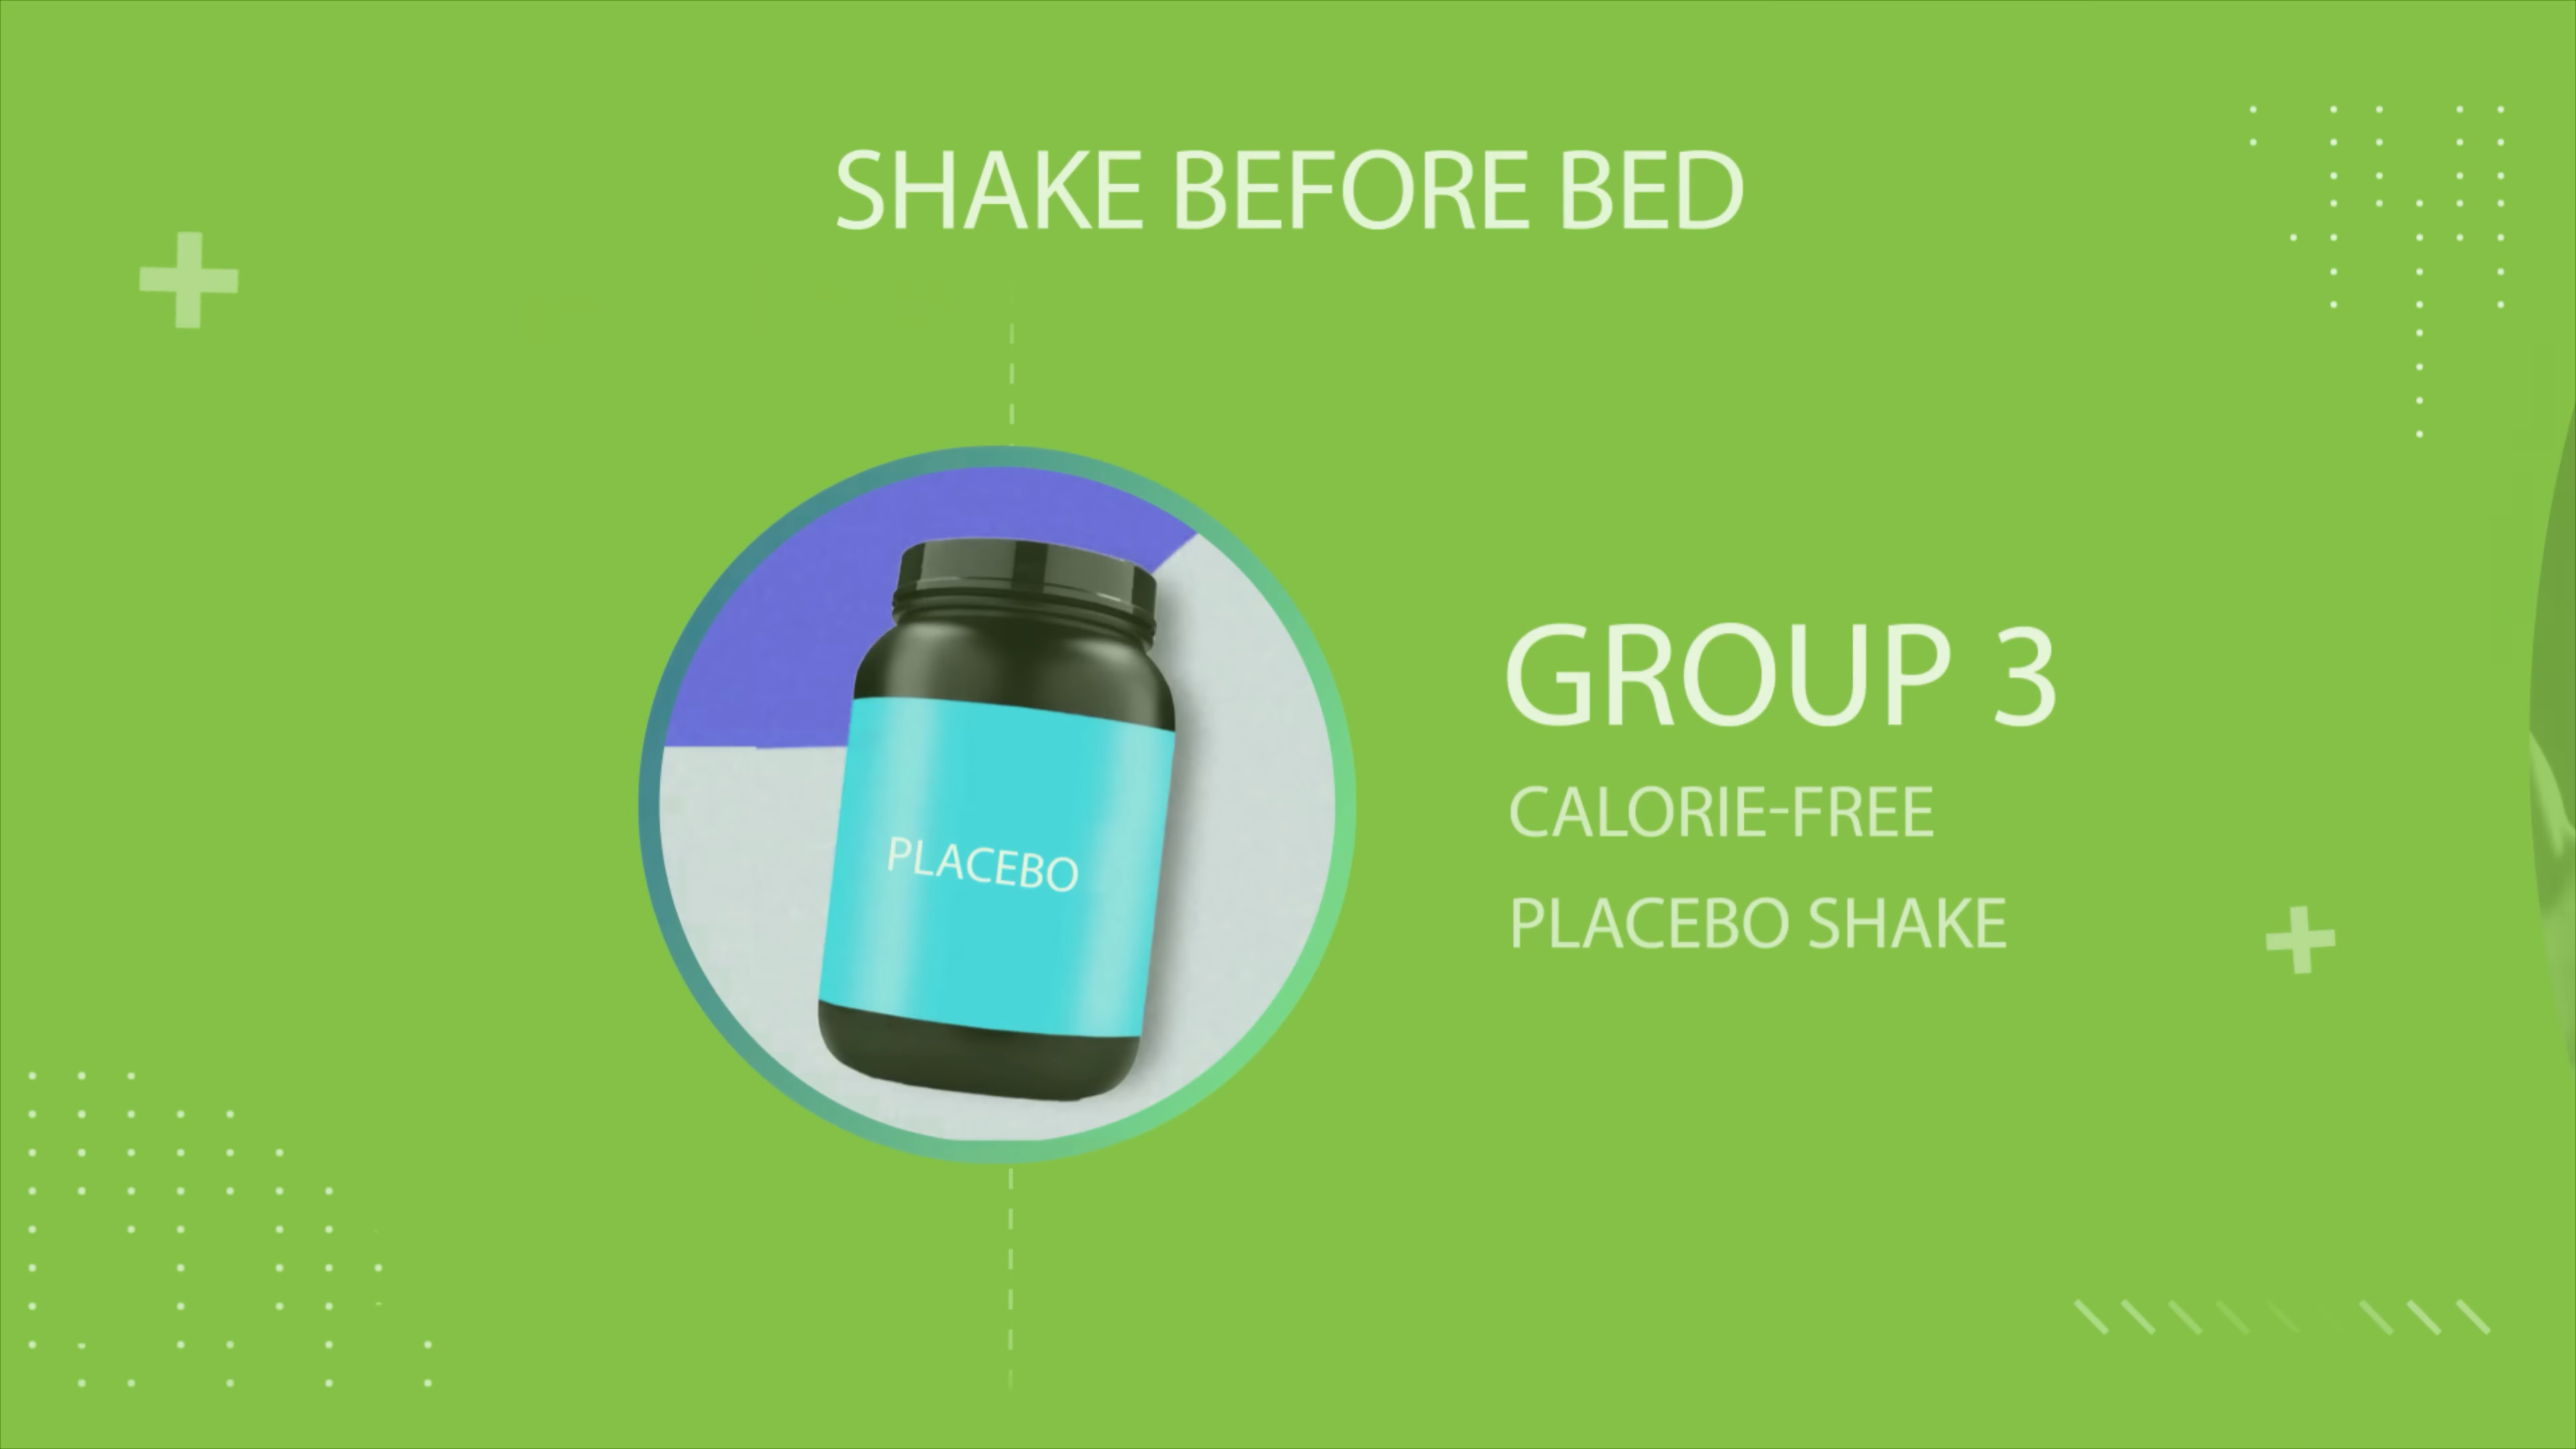 SHAKE BEFORE BED
PLACEBO
GROUP 3
CALORIE-FREE
PLACEBO SHAKE